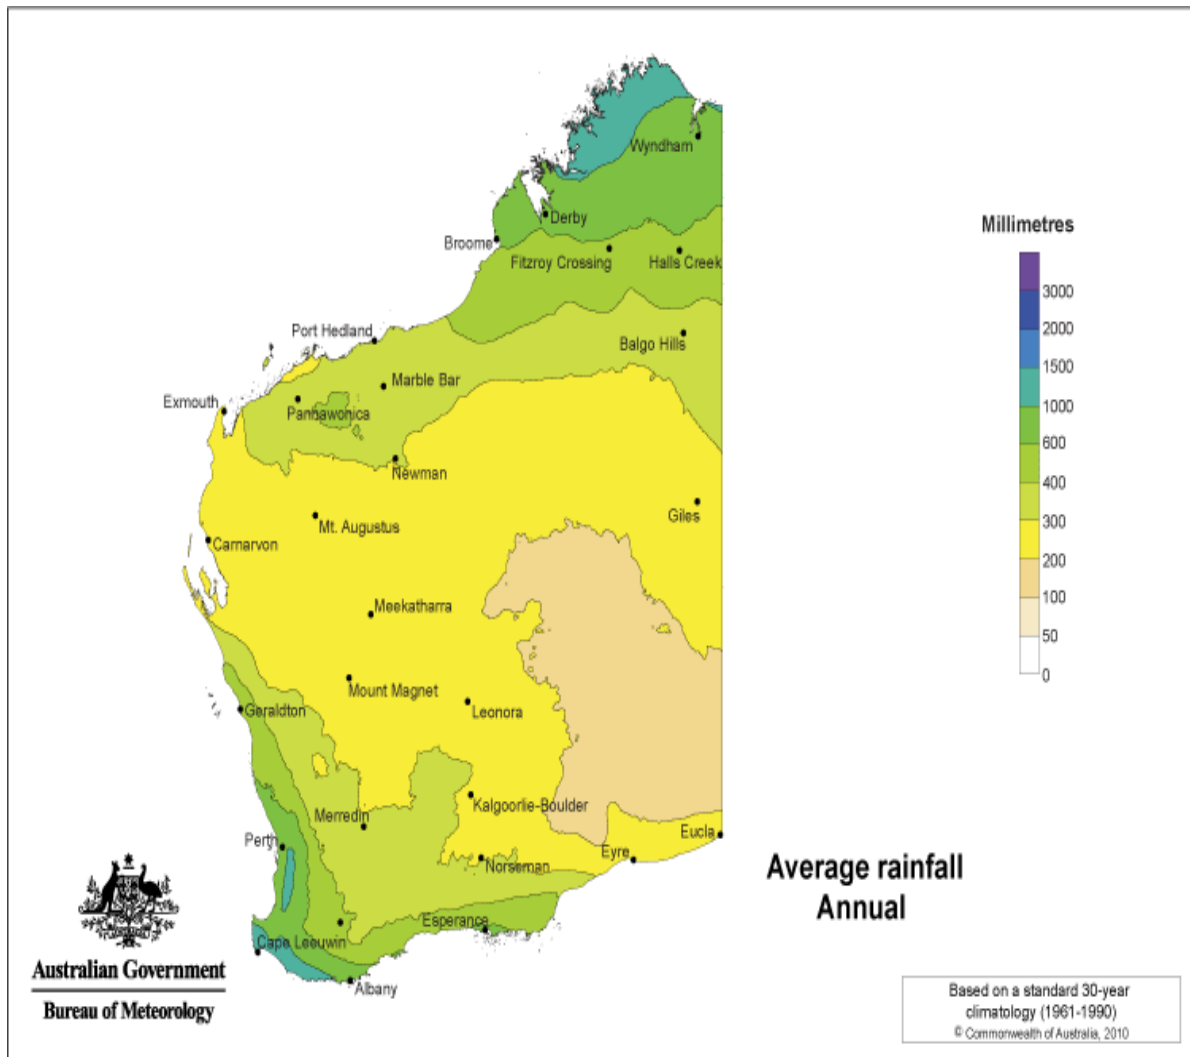 Wyndham
Derby
Broome
Fitzroy Crossing
Halls Creek
Millimetres
3000
2000
1500
1000
600
400
300
200
100
50
0
Port Hedland
Balgo Hills
Marble Bar
Exmouth
Pannawonica
Newman
Giles
Mt. Augustus
Carnarvon
Meekatharra
Mount Magnet
Leonora
Geraldton
Kalgoorlie-Boulder
Merredin
Eucla
Perth
Eyre
Norseman
Average rainfall
Annual
Esperance
Cape Leeuwin
Albany
Australian Government
Bureau of Meteorology
Based on a standard 30-year
climatology (1961-1990)
© Commonwealth of Australia, 2010